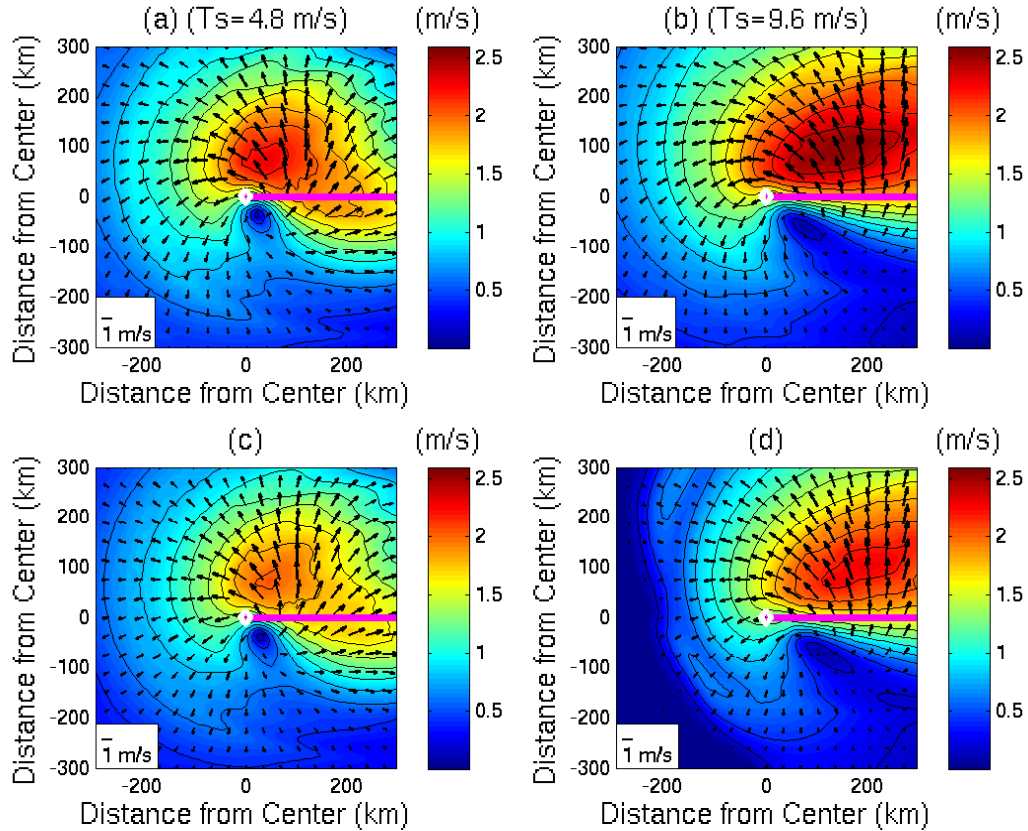 (a) (Ts=4.8 m/s) (m/s) (b) (Ts=9.6 m/s) (m/s)
300 2.5 300 2.5
200 200
2 2
100 100
0 1.5 0 1.5
-100 1 -100 1
-200 0.5 -200 0.5
1 m/s 1 m/s
-300 -300
-200 0 200 -200 0 200
Distance from Center (km) Distance from Center (km)
Distance from Center (km) Distance from Center (km)
(c) (m/s) (d) (m/s)
300 2.5 300 2.5
200 200
2 2
100 100
0 1.5 0 1.5
-100 1 -100 1
-200 0.5 -200 0.5
1 m/s 1 m/s
-300 -300
-200 0 200 -200 0 200
Distance from Center (km) Distance from Center (km)
Distance from Center (km) Distance from Center (km)